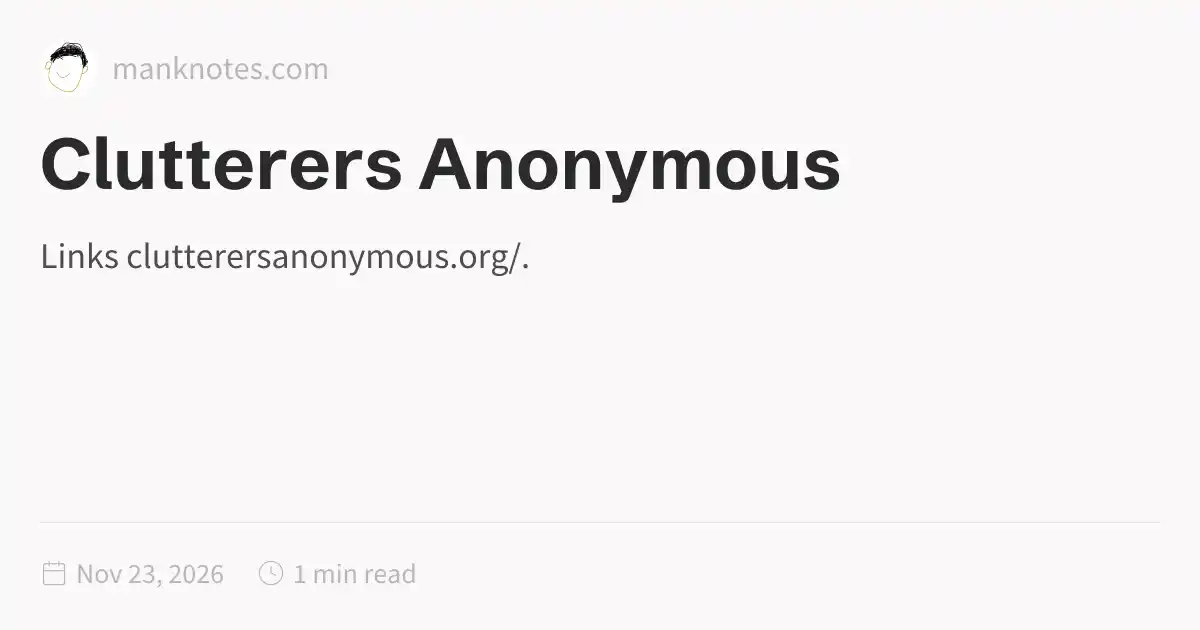 manknotes.com
Clutterers Anonymous
Links clutterersanonymous.org/.
Nov 23, 2026
1 min read